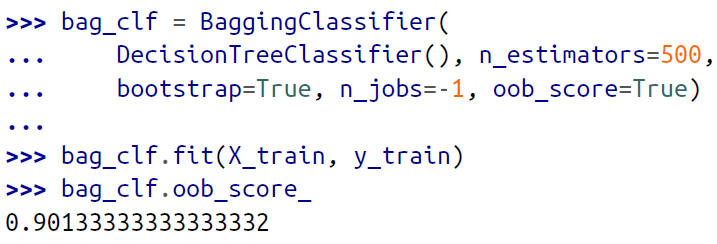 >>> bag_clf = BaggingClassifier(
...     DecisionTreeClassifier(), n_estimators=500,
...     bootstrap=True, n_jobs=-1, oob_score=True)
...
>>> bag_clf.fit(X_train, y_train)
>>> bag_clf.oob_score_
0.90133333333333332